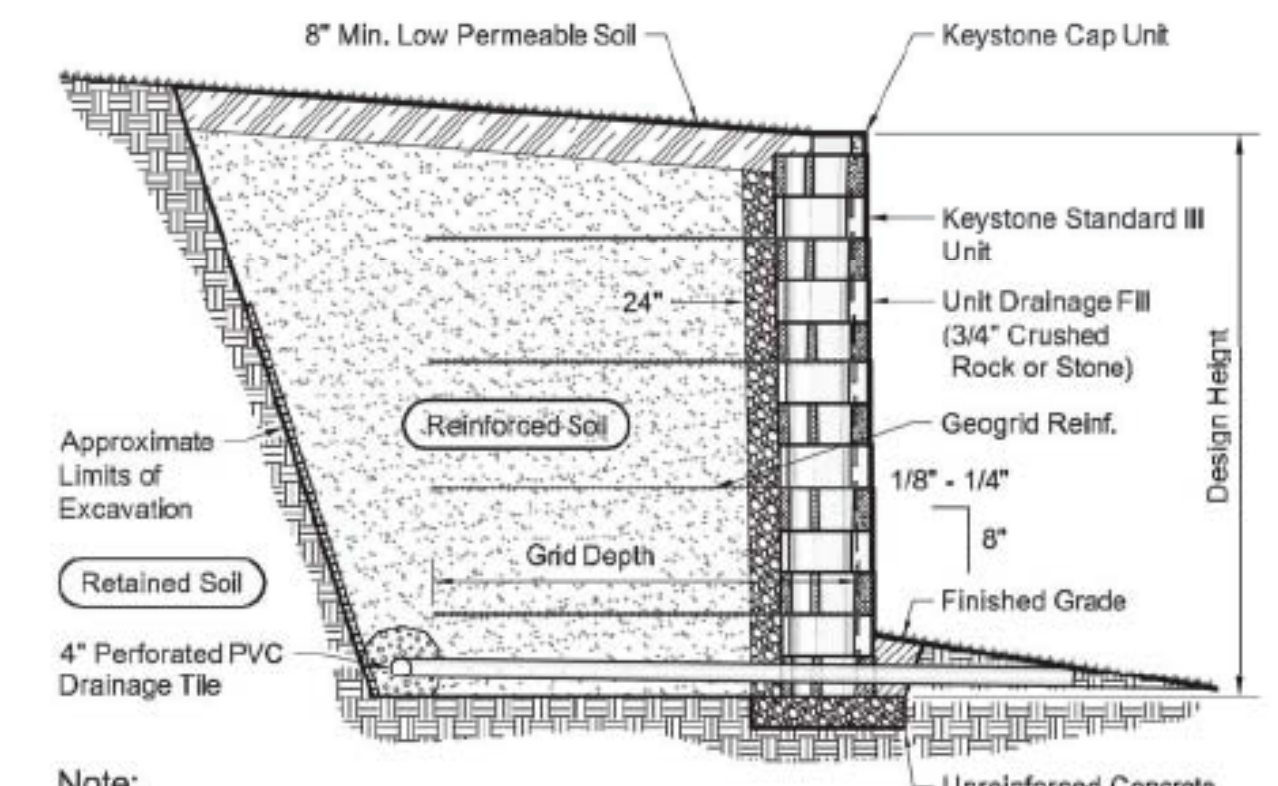 8" Min. Low Permeable Soil
Keystone Cap Unit
Keystone Standard III
Unit
24"
Unit Drainage Fill
(3/4" Crushed
Rock or Stone)
Design Height
Reinforced Soil
Geogrid Reinf.
Approximate
Limits of
Excavation
1/8" - 1/4"
8"
Grid Depth
Retained Soil
Finished Grade
4" Perforated PVC
Drainage Tile
Note:
Unreinforced Concrete